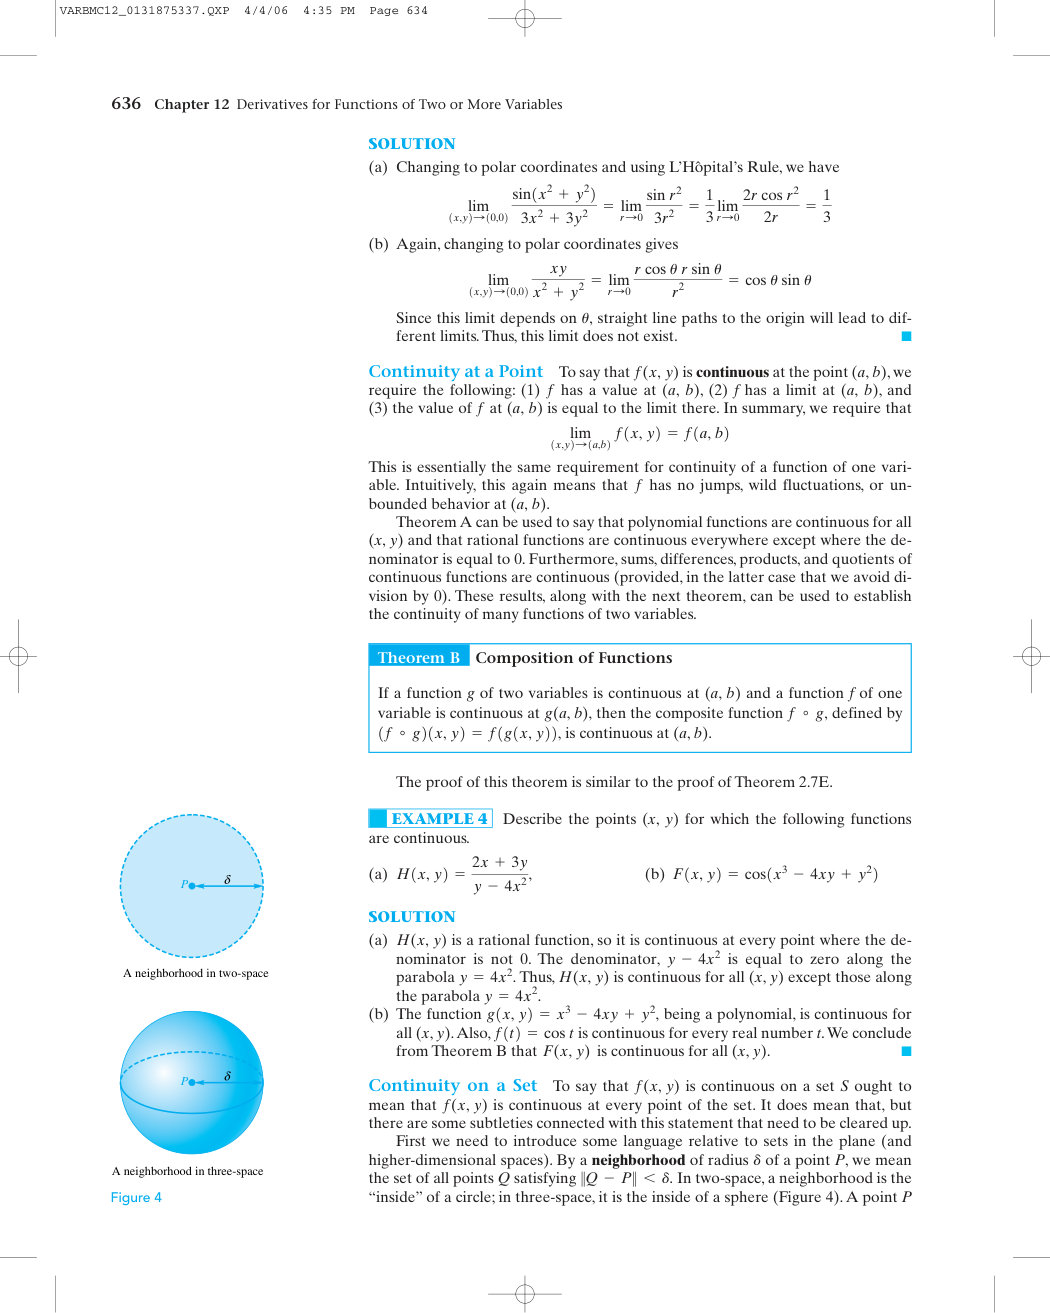 VARBMC12_0131875337.QXP 4/4/06 4:35 PM Page 634
636 Chapter 12 Derivatives for Functions of Two or More Variables
SOLUTION
(a) Changing to polar coordinates and using L'Hôpital's Rule, we have
lim_{(x,y)→(0,0)} sin(x² + y²) / (3x² + 3y²) = lim_{r→0} sin r² / 3r² = 1/3 lim_{r→0} 2r cos r² / 2r = 1/3
(b) Again, changing to polar coordinates gives
lim_{(x,y)→(0,0)} xy / (x² + y²) = lim_{r→0} r cos θ r sin θ / r² = cos θ sin θ
Since this limit depends on θ, straight line paths to the origin will lead to dif-
ferent limits. Thus, this limit does not exist.
Continuity at a Point To say that f(x, y) is continuous at the point (a, b), we
require the following: (1) f has a value at (a, b), (2) f has a limit at (a, b), and
(3) the value of f at (a, b) is equal to the limit there. In summary, we require that
lim_{(x,y)→(a,b)} f(x, y) = f(a, b)
This is essentially the same requirement for continuity of a function of one vari-
able. Intuitively, this again means that f has no jumps, wild fluctuations, or un-
bounded behavior at (a, b).
Theorem A can be used to say that polynomial functions are continuous for all
(x, y) and that rational functions are continuous everywhere except where the de-
nominator is equal to 0. Furthermore, sums, differences, products, and quotients of
continuous functions are continuous (provided, in the latter case that we avoid di-
vision by 0). These results, along with the next theorem, can be used to establish
the continuity of many functions of two variables.
Theorem B Composition of Functions
If a function g of two variables is continuous at (a, b) and a function f of one
variable is continuous at g(a, b), then the composite function f ∘ g, defined by
(f ∘ g)(x, y) = f(g(x, y)), is continuous at (a, b).
The proof of this theorem is similar to the proof of Theorem 2.7E.
EXAMPLE 4 Describe the points (x, y) for which the following functions
are continuous.
(a) H(x, y) = (2x + 3y) / (y − 4x²), (b) F(x, y) = cos(x³ − 4xy + y²)
SOLUTION
(a) H(x, y) is a rational function, so it is continuous at every point where the de-
nominator is not 0. The denominator, y − 4x² is equal to zero along the
parabola y = 4x². Thus, H(x, y) is continuous for all (x, y) except those along
the parabola y = 4x².
(b) The function g(x, y) = x³ − 4xy + y², being a polynomial, is continuous for
all (x, y). Also, f(t) = cos t is continuous for every real number t. We conclude
from Theorem B that F(x, y) is continuous for all (x, y).
Continuity on a Set To say that f(x, y) is continuous on a set S ought to
mean that f(x, y) is continuous at every point of the set. It does mean that, but
there are some subtleties connected with this statement that need to be cleared up.
First we need to introduce some language relative to sets in the plane (and
higher-dimensional spaces). By a neighborhood of radius δ of a point P, we mean
the set of all points Q satisfying ‖Q − P‖ < δ. In two-space, a neighborhood is the
"inside" of a circle; in three-space, it is the inside of a sphere (Figure 4). A point P
P δ
A neighborhood in two-space
P δ
A neighborhood in three-space
Figure 4